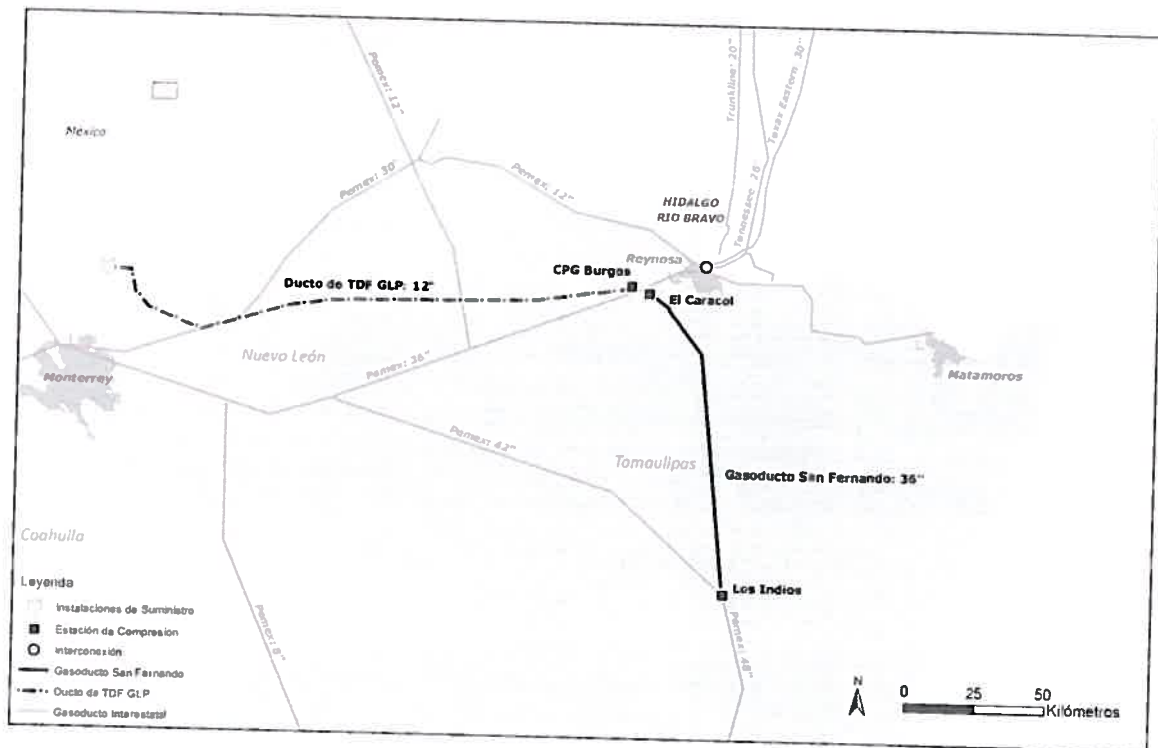 México
Pemex: 12"
Trunkline: 20"
Texas Eastern 30"
Tennessee 26"
Pemex: 30"
Pemex: 12"
HIDALGO
RIO BRAVO
Reynosa
CPG Burgos
Ducto de TDF GLP: 12"
El Caracol
Nuevo León
Pemex: 36"
Monterrey
Matamoros
Pemex: 42"
Tamaulipas
Gasoducto San Fernando: 36"
Coahuila
Los Indios
Pemex: 8"
Pemex: 48"
Leyenda
Instalaciones de Suministro
Estación de Compresion
Interconexión
Gasoducto San Fernando
Ducto de TDF GLP
Gasoducto Interestatal
N
0 25 50
Kilómetros